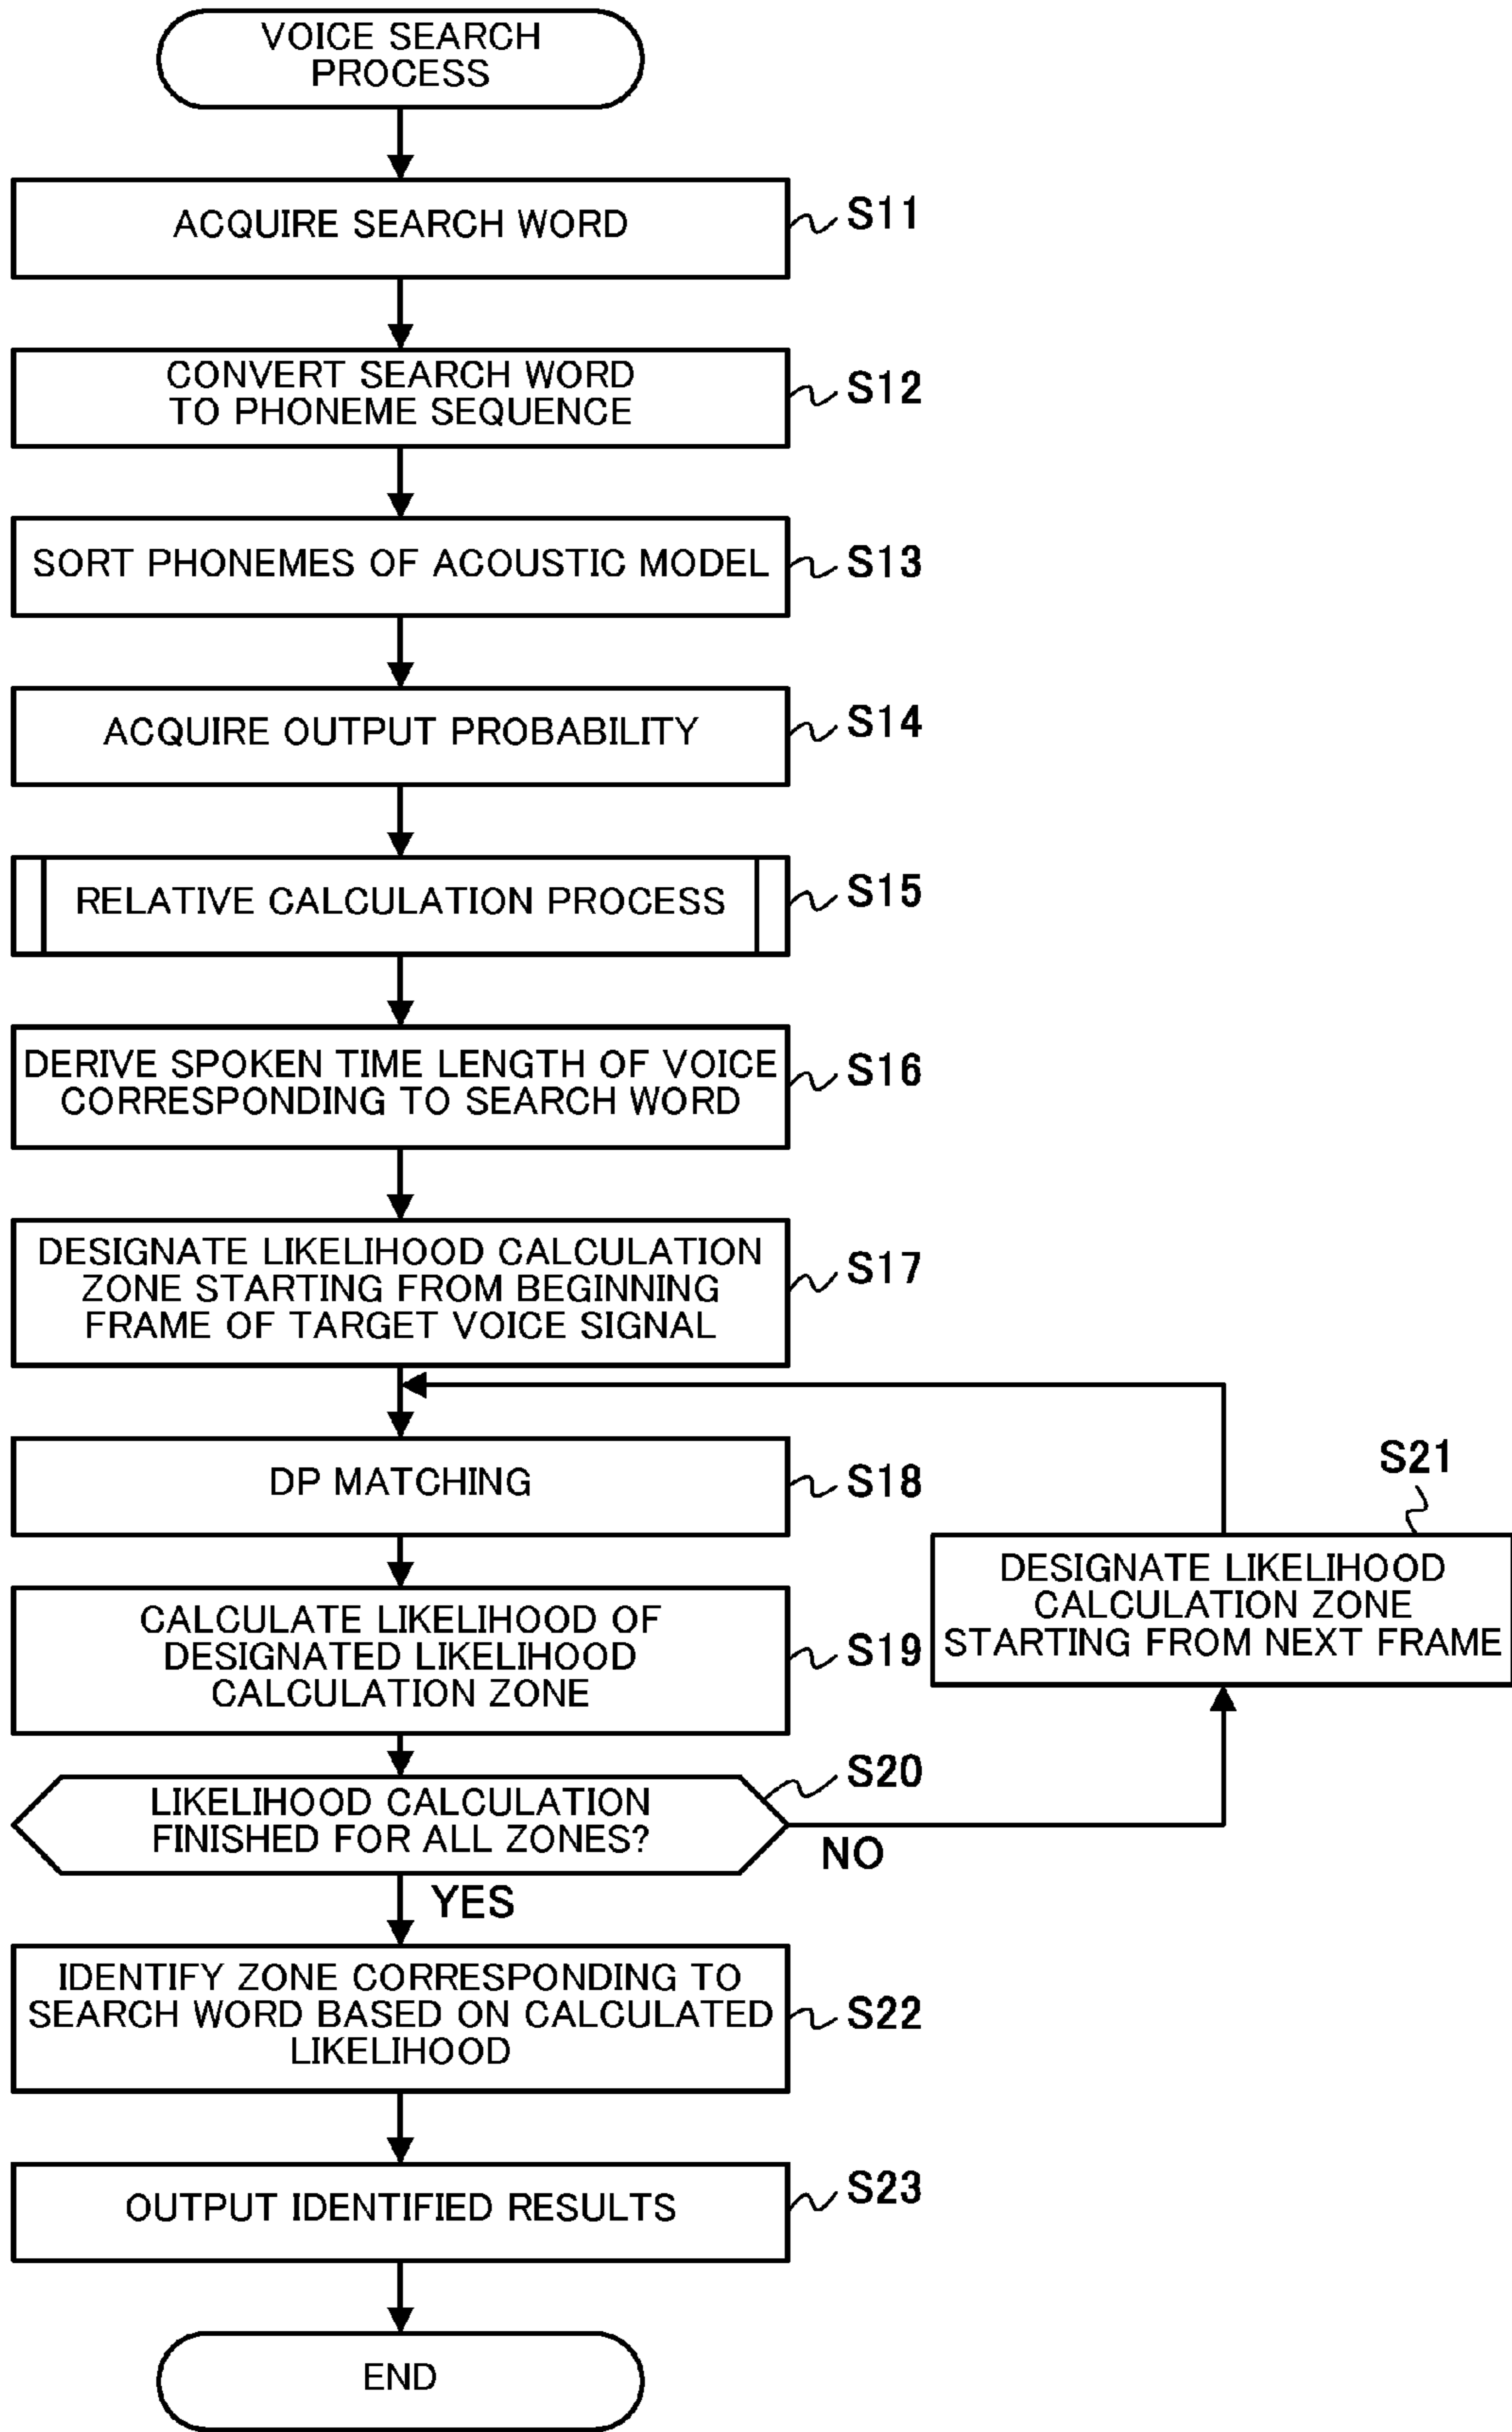 VOICE SEARCH
PROCESS
ACQUIRE SEARCH WORD
S11
CONVERT SEARCH WORD
TO PHONEME SEQUENCE
S12
SORT PHONEMES OF ACOUSTIC MODEL
S13
ACQUIRE OUTPUT PROBABILITY
S14
RELATIVE CALCULATION PROCESS
S15
DERIVE SPOKEN TIME LENGTH OF VOICE
CORRESPONDING TO SEARCH WORD
S16
DESIGNATE LIKELIHOOD CALCULATION
ZONE STARTING FROM BEGINNING
FRAME OF TARGET VOICE SIGNAL
S17
DP MATCHING
S18
S21
DESIGNATE LIKELIHOOD
CALCULATION ZONE
STARTING FROM NEXT FRAME
CALCULATE LIKELIHOOD OF
DESIGNATED LIKELIHOOD
CALCULATION ZONE
S19
LIKELIHOOD CALCULATION
FINISHED FOR ALL ZONES?
S20
NO
YES
IDENTIFY ZONE CORRESPONDING TO
SEARCH WORD BASED ON CALCULATED
LIKELIHOOD
S22
OUTPUT IDENTIFIED RESULTS
S23
END